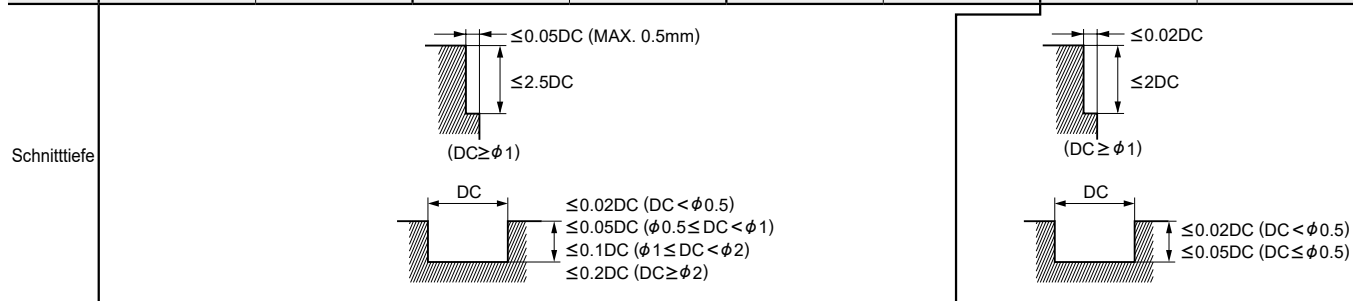 ≤0.05DC (MAX. 0.5mm)
≤2.5DC
(DC≥ϕ1)
Schnitttiefe
DC
≤0.02DC (DC<ϕ0.5)
≤0.05DC (ϕ0.5≤DC<ϕ1)
≤0.1DC (ϕ1≤DC<ϕ2)
≤0.2DC (DC≥ϕ2)
≤0.02DC
≤2DC
(DC≥ϕ1)
DC
≤0.02DC (DC<ϕ0.5)
≤0.05DC (DC≤ϕ0.5)